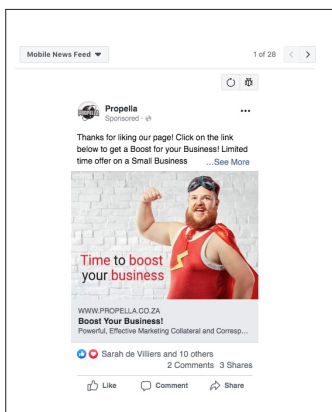 Mobile News Feed
1 of 28
PROPELLA
Propella
Sponsored ·
Thanks for liking our page! Click on the link
below to get a Boost for your Business! Limited
time offer on a Small Business ...See More
Time to boost
your business
WWW.PROPELLA.CO.ZA
Boost Your Business!
Powerful, Effective Marketing Collateral and Corresp...
Sarah de Villiers and 10 others
2 Comments 3 Shares
Like Comment Share